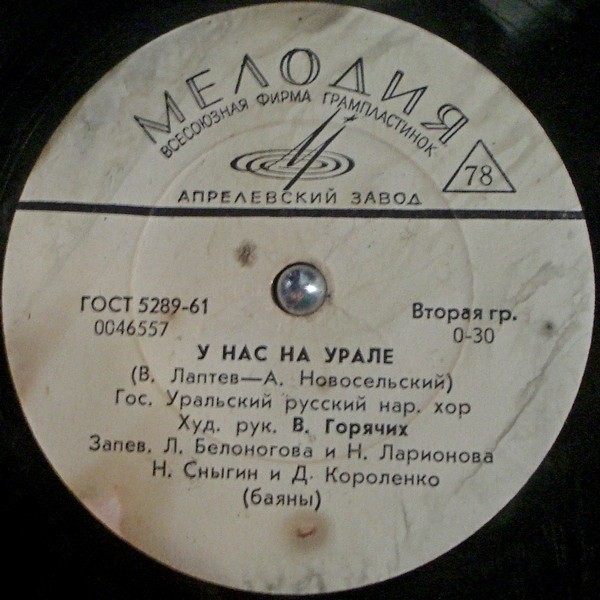 МЕЛОДИЯ
ВСЕСОЮЗНАЯ ФИРМА ГРАМПЛАСТИНОК
78
АПРЕЛЕВСКИЙ ЗАВОД
ГОСТ 5289-61
0046557
Вторая гр.
0-30
У НАС НА УРАЛЕ
(В. Лаптев—А. Новосельский)
Гос. Уральский русский нар. хор
Худ. рук. В. Горячих
Запев. Л. Белоногова и Н. Ларионова
Н. Сныгин и Д. Короленко
(баяны)